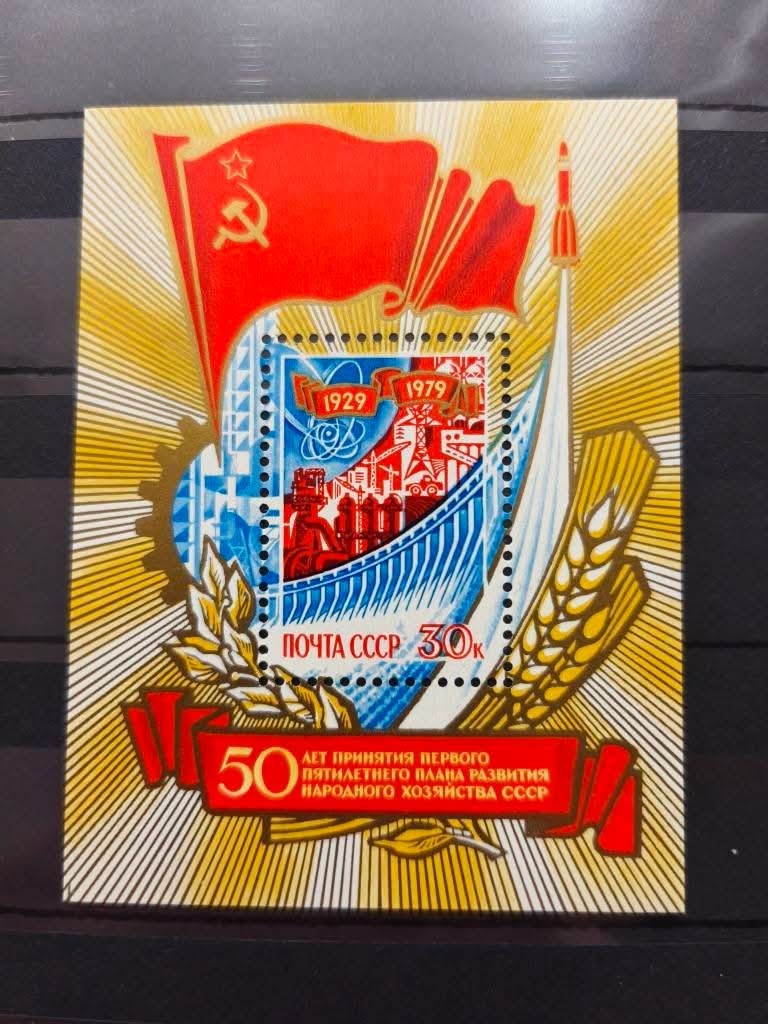 1929
1979
ПОЧТА СССР 30к
50 ЛЕТ ПРИНЯТИЯ ПЕРВОГО
ПЯТИЛЕТНЕГО ПЛАНА РАЗВИТИЯ
НАРОДНОГО ХОЗЯЙСТВА СССР